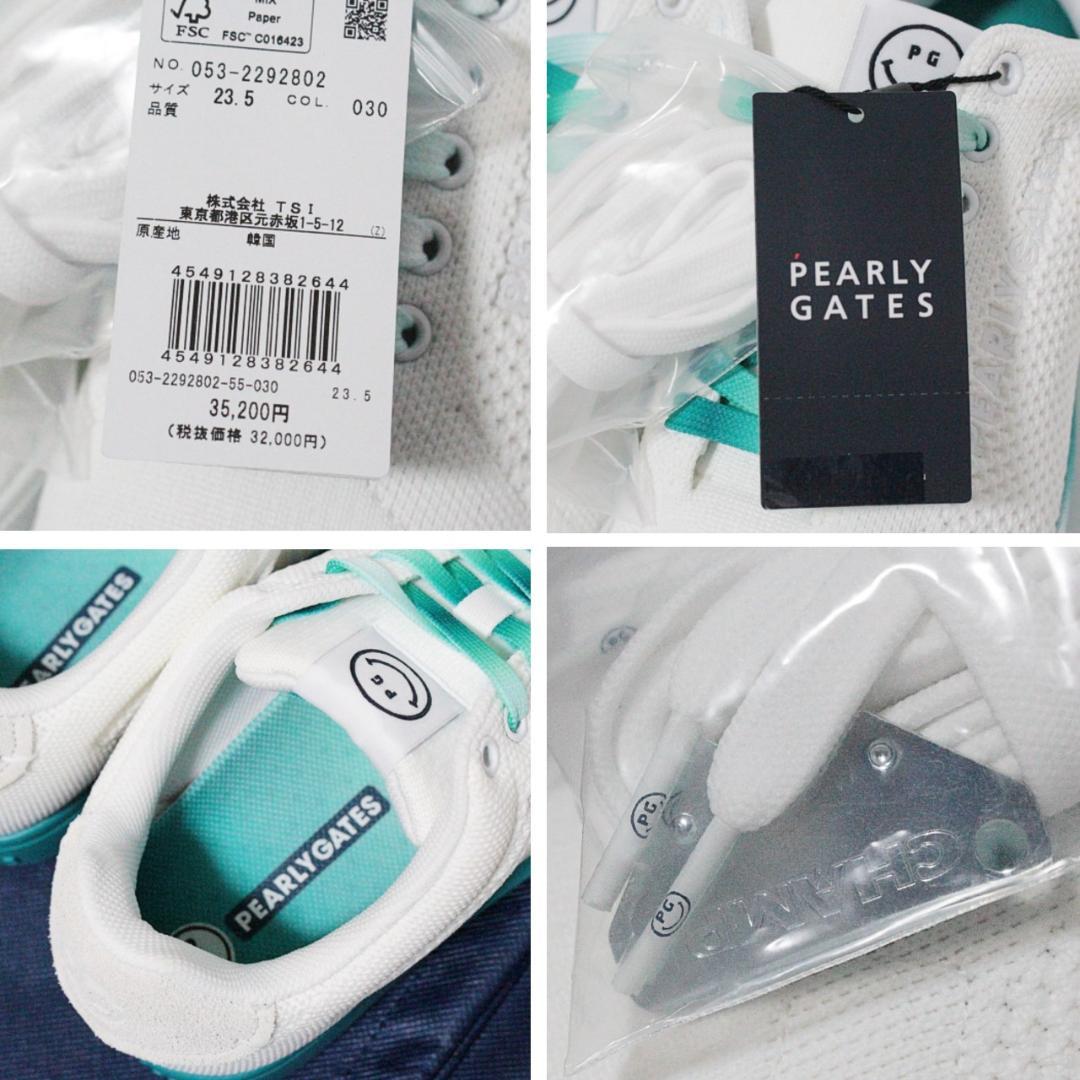 MIX
Paper
FSC
FSC™ C016423
NO. 053-2292802
サイズ 23.5 COL. 030
品質
株式会社 TSI
東京都港区元赤坂1-5-12 (Z)
原産地 韓国
4549128382644
4549128382644
053-2292802-55-030 23.5
35,200円
(税抜価格 32,000円)
PG
PEARLY
GATES
PEARLYGATES
PG
PEARLYGATES
PG
PG
CHAMP